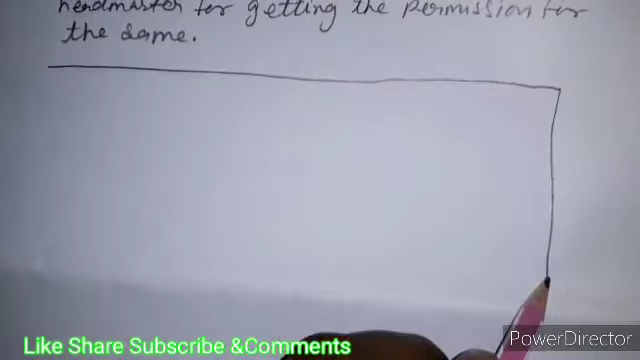 headmaster for getting the permission for
the same.
Like Share Subscribe &Comments
PowerDirector